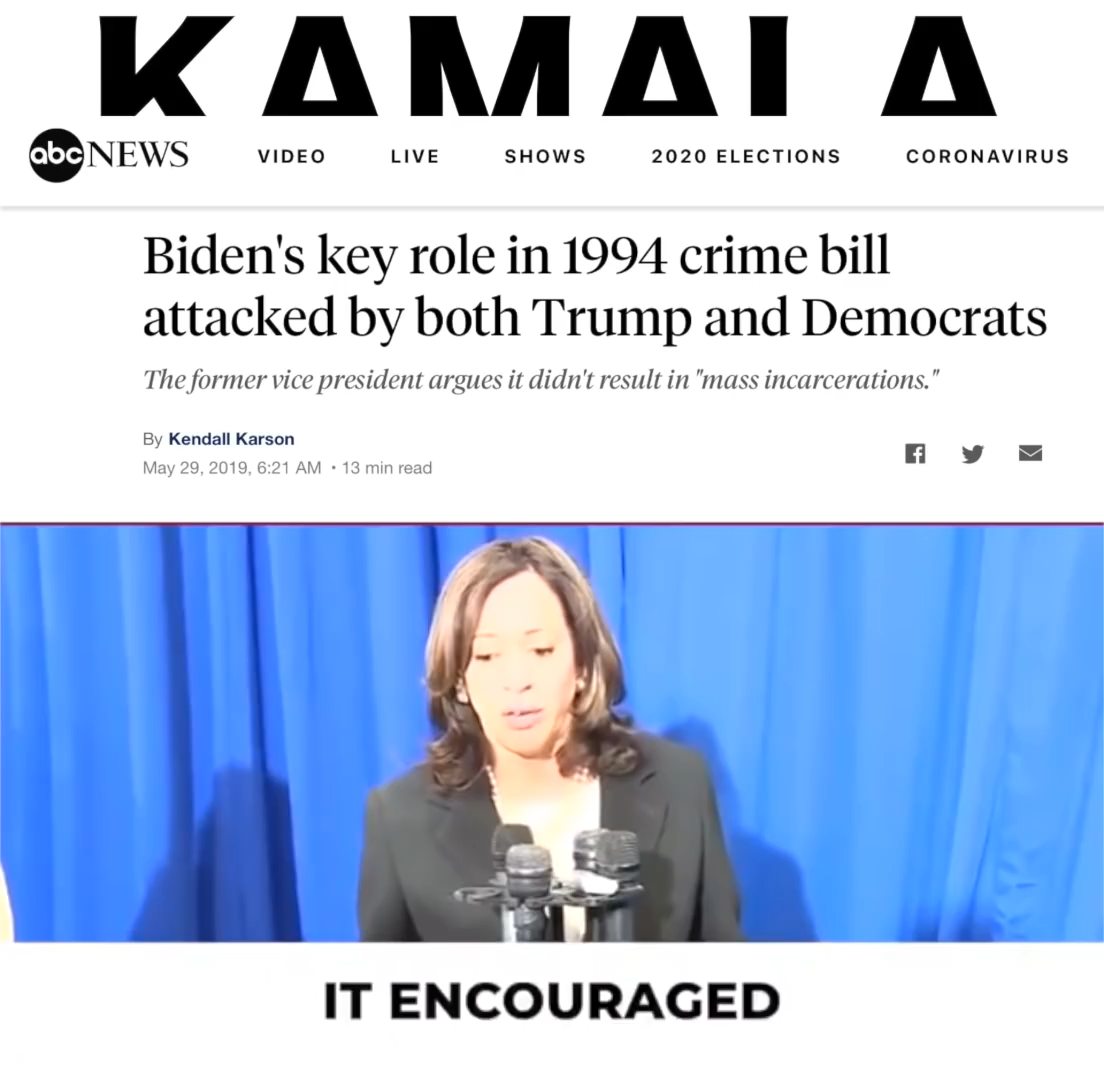 KAMALA
abc NEWS VIDEO LIVE SHOWS 2020 ELECTIONS CORONAVIRUS
Biden's key role in 1994 crime bill
attacked by both Trump and Democrats
The former vice president argues it didn't result in "mass incarcerations."
By Kendall Karson
May 29, 2019, 6:21 AM • 13 min read
IT ENCOURAGED